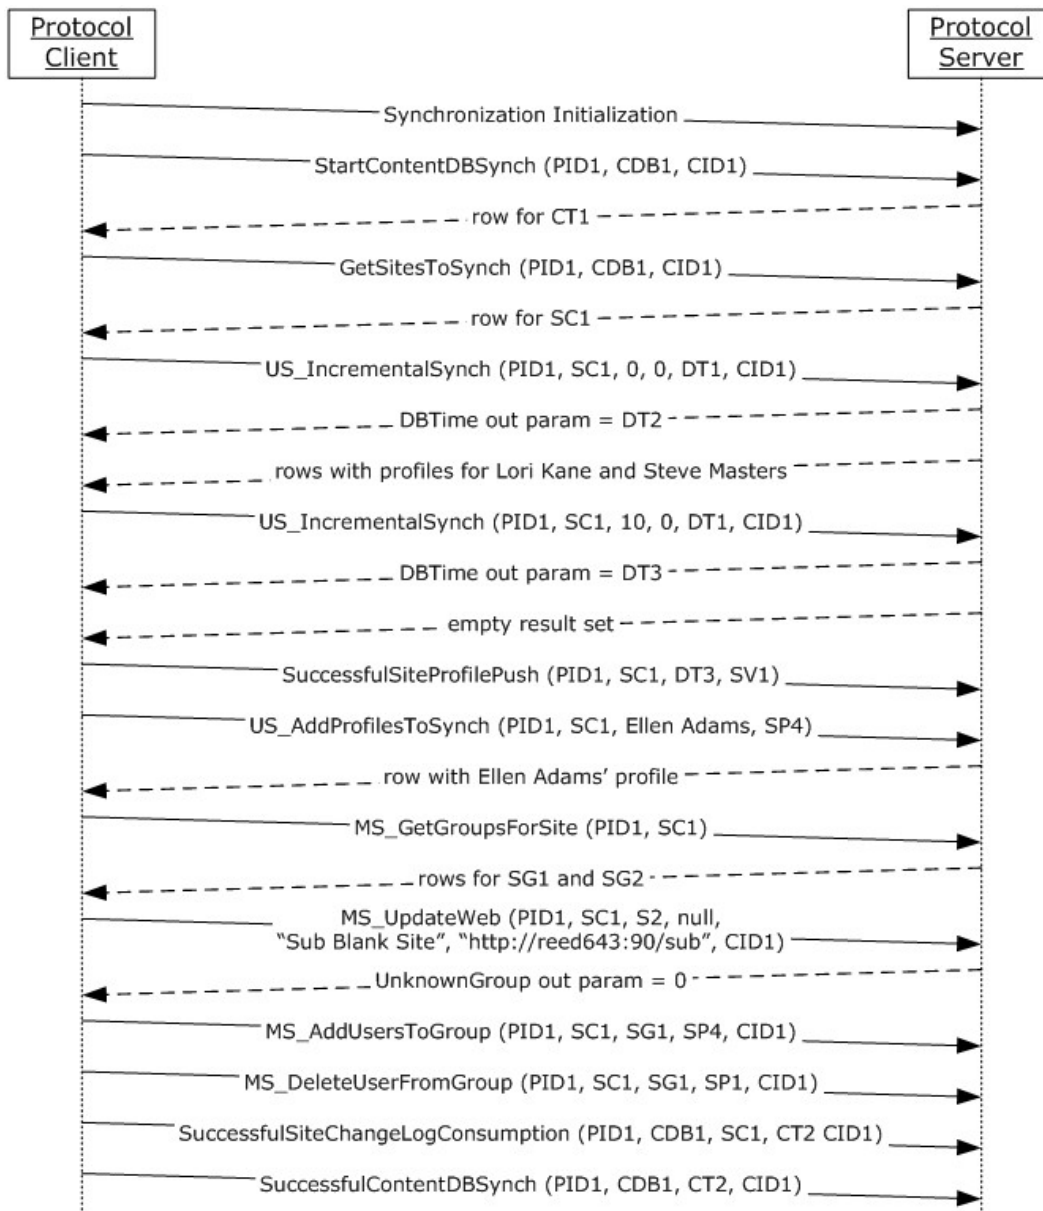 Protocol
Client
Protocol
Server
Synchronization Initialization
StartContentDBSynch (PID1, CDB1, CID1)
row for CT1
GetSitesToSynch (PID1, CDB1, CID1)
row for SC1
US_IncrementalSynch (PID1, SC1, 0, 0, DT1, CID1)
DBTime out param = DT2
rows with profiles for Lori Kane and Steve Masters
US_IncrementalSynch (PID1, SC1, 10, 0, DT1, CID1)
DBTime out param = DT3
empty result set
SuccessfulSiteProfilePush (PID1, SC1, DT3, SV1)
US_AddProfilesToSynch (PID1, SC1, Ellen Adams, SP4)
row with Ellen Adams’ profile
MS_GetGroupsForSite (PID1, SC1)
rows for SG1 and SG2
MS_UpdateWeb (PID1, SC1, S2, null,
“Sub Blank Site”, “http://reed643:90/sub”, CID1)
UnknownGroup out param = 0
MS_AddUsersToGroup (PID1, SC1, SG1, SP4, CID1)
MS_DeleteUserFromGroup (PID1, SC1, SG1, SP1, CID1)
SuccessfulSiteChangeLogConsumption (PID1, CDB1, SC1, CT2 CID1)
SuccessfulContentDBSynch (PID1, CDB1, CT2, CID1)